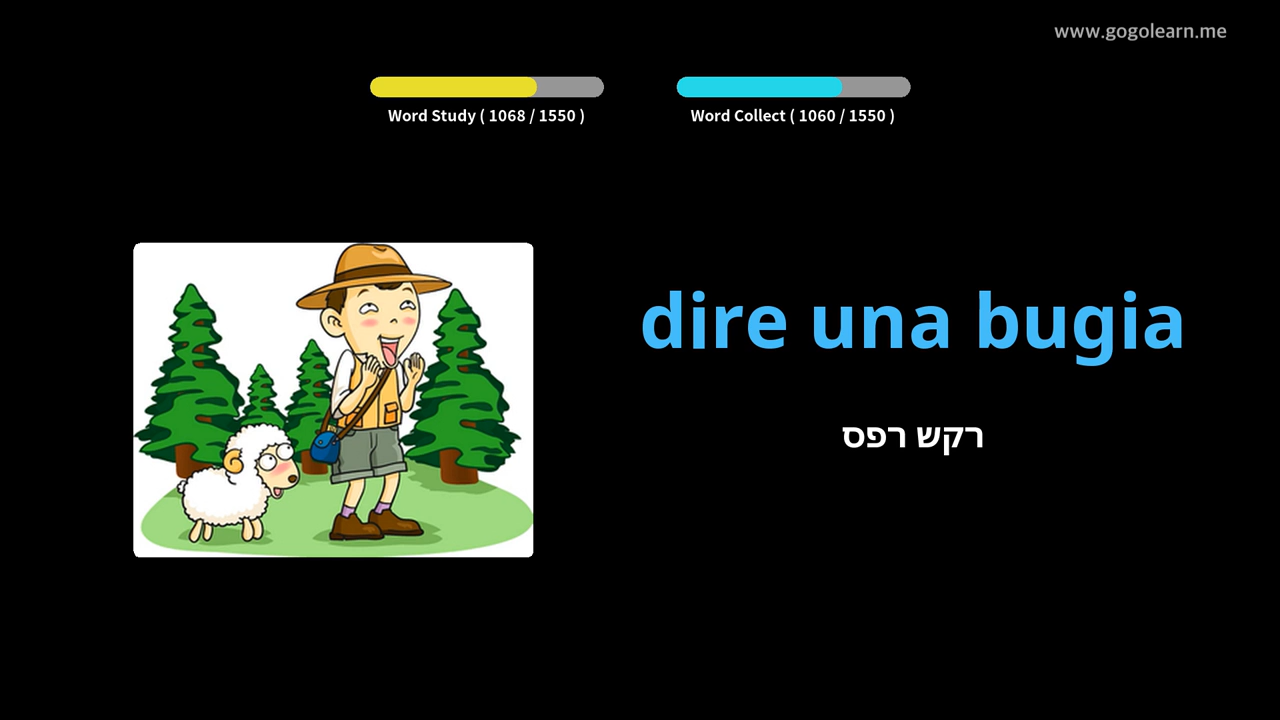 www.gogolearn.me
Word Study ( 1068 / 1550 )
Word Collect ( 1060 / 1550 )
dire una bugia
רקש רפס